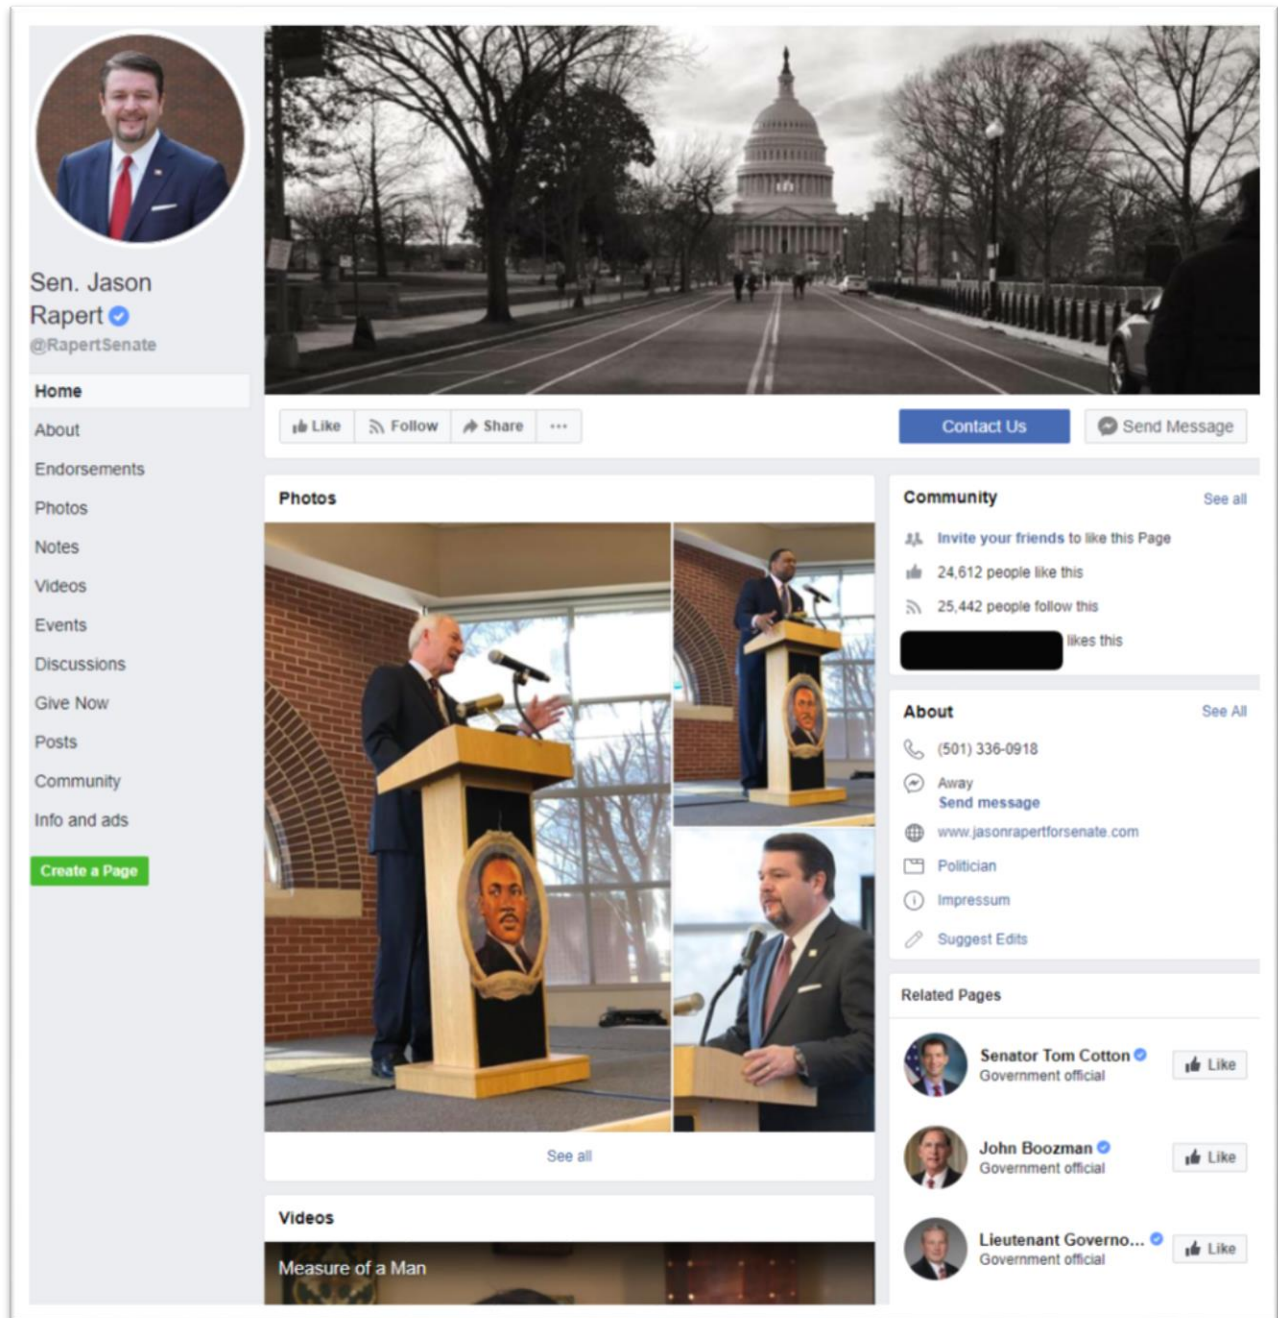 Sen. Jason
Rapert
@RapertSenate
Home
About
Endorsements
Photos
Notes
Videos
Events
Discussions
Give Now
Posts
Community
Info and ads
Create a Page
Like
Follow
Share
...
Contact Us
Send Message
Photos
See all
Videos
Measure of a Man
Community
See all
Invite your friends to like this Page
24,612 people like this
25,442 people follow this
likes this
About
See All
(501) 336-0918
Away
Send message
www.jasonrapertforsenate.com
Politician
Impressum
Suggest Edits
Related Pages
Senator Tom Cotton
Government official
Like
John Boozman
Government official
Like
Lieutenant Governo...
Government official
Like